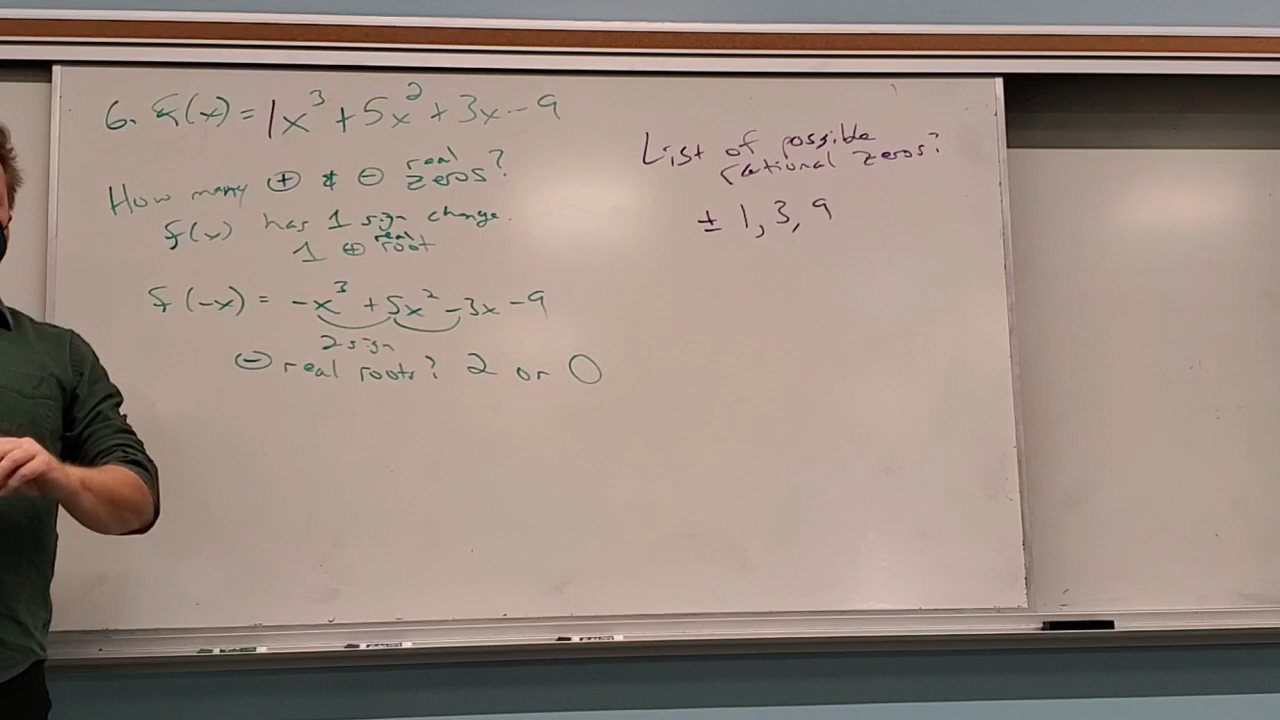 6. f(x) = 1x³ + 5x² + 3x - 9
How many ⊕ & ⊖ real zeros?
f(x) has 1 sign change.
1 ⊕ real root
f(-x) = -x³ + 5x² - 3x - 9
2 sign
⊖ real roots? 2 or 0
List of possible
rational zeros?
± 1, 3, 9